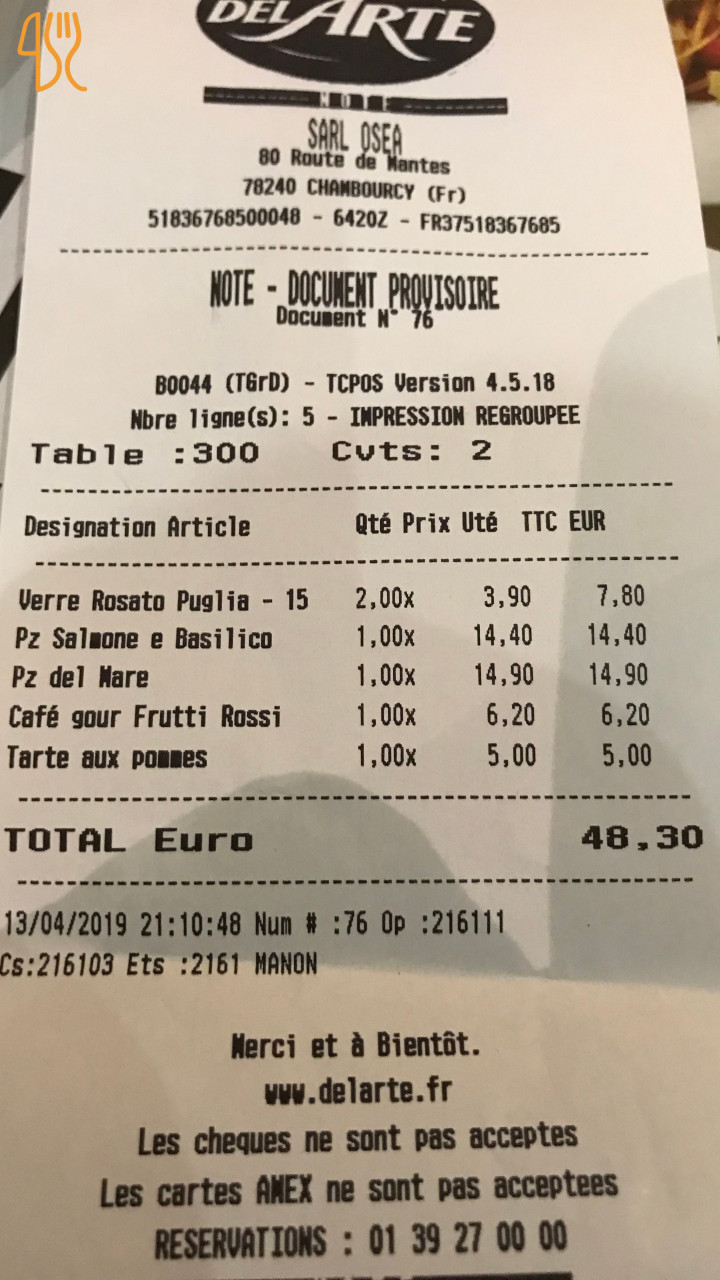 DEL ARTE
NOTE
SARL OSEA
80 Route de Mantes
78240 CHAMBOURCY (Fr)
51836768500048 - 6420Z - FR37518367685
NOTE - DOCUMENT PROVISOIRE
Document N° 76
B0044 (TGrD) - TCPOS Version 4.5.18
Nbre ligne(s): 5 - IMPRESSION REGROUPEE
Table :300 Cvts: 2
Designation Article Qté Prix Uté TTC EUR
Verre Rosato Puglia - 15 2,00x 3,90 7,80
Pz Salmone e Basilico 1,00x 14,40 14,40
Pz del Mare 1,00x 14,90 14,90
Café gour Frutti Rossi 1,00x 6,20 6,20
Tarte aux pommes 1,00x 5,00 5,00
TOTAL Euro 48,30
13/04/2019 21:10:48 Num # :76 Op :216111
Cs:216103 Ets :2161 MANON
Merci et à Bientôt.
www.delarte.fr
Les cheques ne sont pas acceptes
Les cartes AMEX ne sont pas acceptees
RESERVATIONS : 01 39 27 00 00